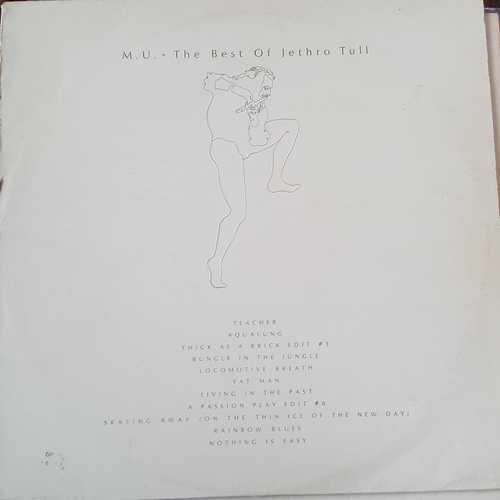 M.U. - The Best Of Jethro Tull
TEACHER
AQUALUNG
THICK AS A BRICK EDIT #1
BUNGLE IN THE JUNGLE
LOCOMOTIVE BREATH
FAT MAN
LIVING IN THE PAST
A PASSION PLAY EDIT #8
SKATING AWAY (ON THE THIN ICE OF THE NEW DAY)
RAINBOW BLUES
NOTHING IS EASY